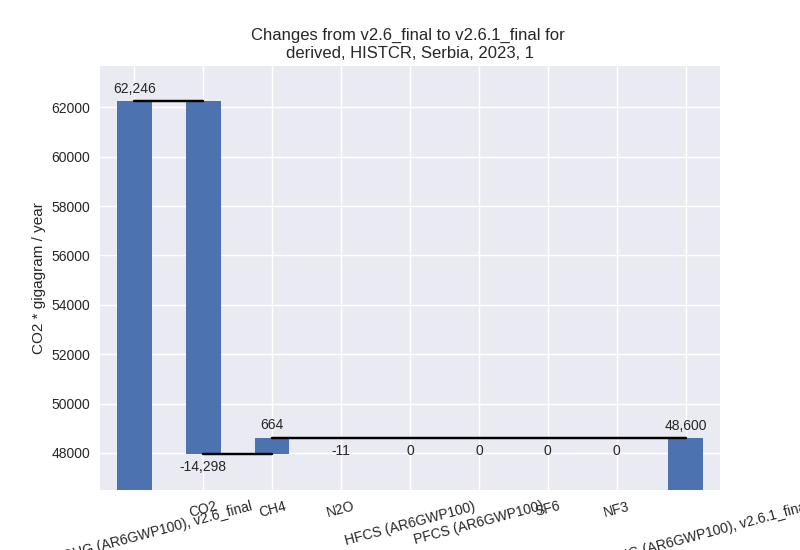 Changes from v2.6_final to v2.6.1_final for
derived, HISTCR, Serbia, 2023, 1
CO2 * gigagram / year
62000
60000
58000
56000
54000
52000
50000
48000
62,246
-14,298
664
-11
0
0
0
0
48,600
(AR6GWP100), v2.6_final
CO2
CH4
N2O
HFCS (AR6GWP100)
PFCS (AR6GWP100)
SF6
NF3
(AR6GWP100), v2.6.1_fina